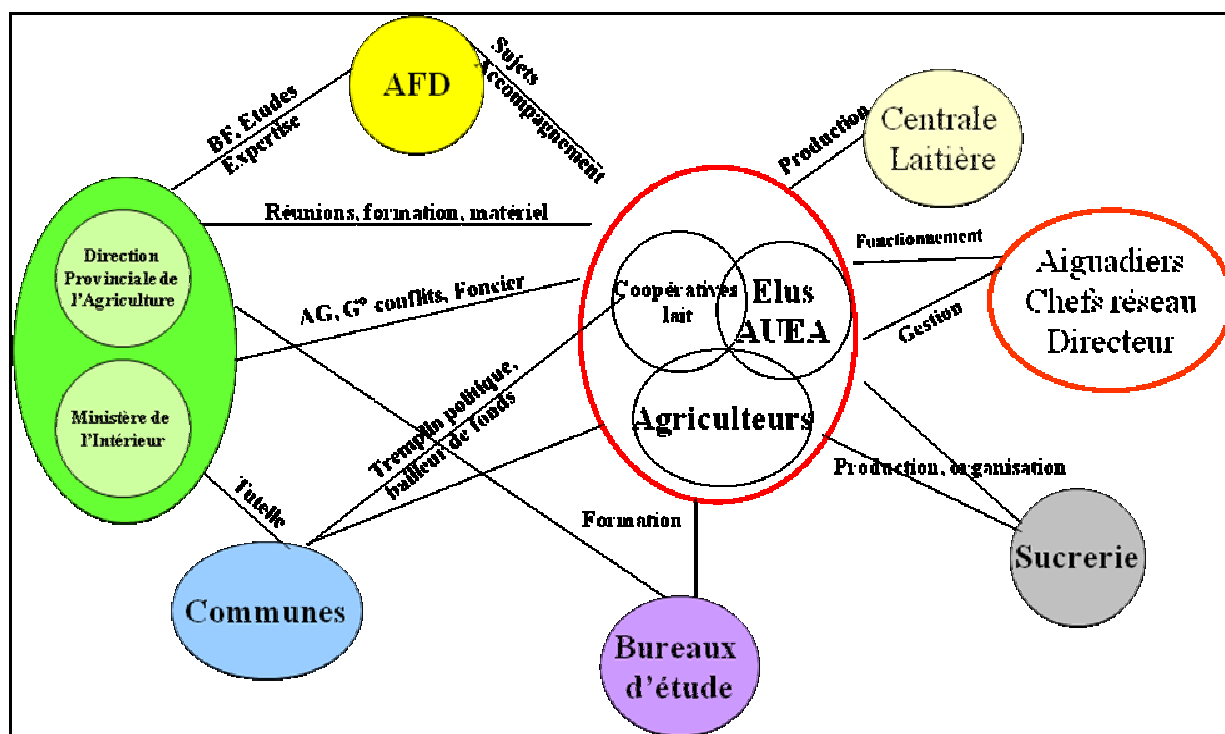 AFD
Sujets
Accompagnement
BF, Etudes
Expertise
Production
Centrale
Laitière
Réunions, formation, matériel
Direction
Provinciale de
l'Agriculture
Ministère de
l'Intérieur
AG, G° conflits, Foncier
Coopératives
lait
Elus
AUEA
Agriculteurs
Functionnement
Gestion
Aiguadiers
Chefs réseau
Directeur
Tremplin politique,
bailleur de fonds
Production, organisation
Tutelle
Formation
Communes
Bureaux
d'étude
Sucrerie